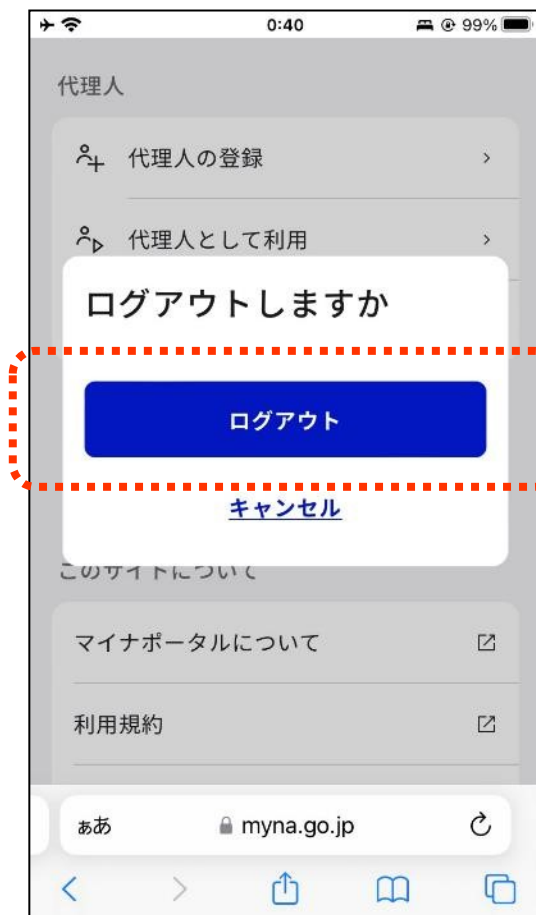 0:40
99%
代理人
代理人の登録
代理人として利用
ログアウトしますか
ログアウト
キャンセル
このサイトについて
マイナポータルについて
利用規約
ぁあ
myna.go.jp